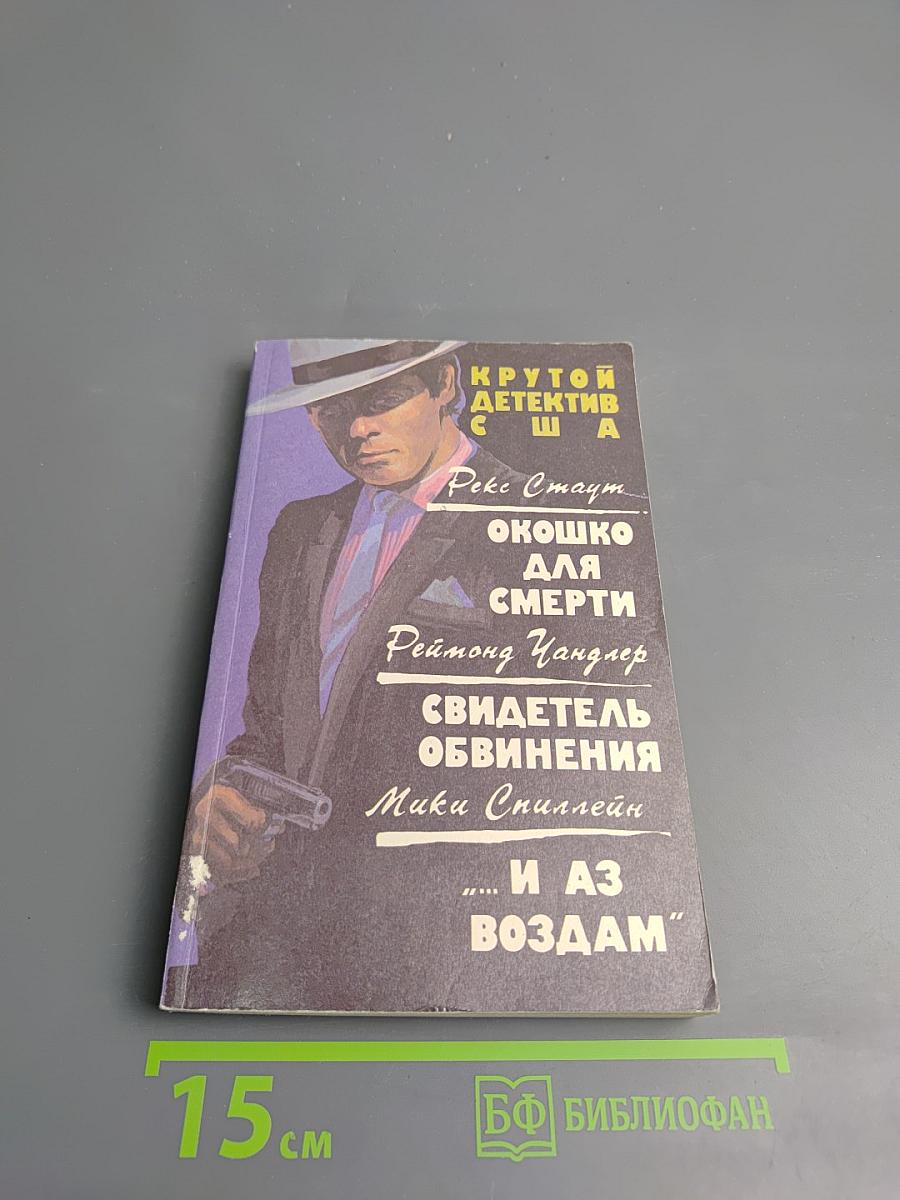 КРУТОЙ
ДЕТЕКТИВ
США
Рекс Стаут
ОКОШКО
ДЛЯ
СМЕРТИ
Реймонд Чандлер
СВИДЕТЕЛЬ
ОБВИНЕНИЯ
Мики Спиллейн
„... И АЗ
ВОЗДАМ“
15 см
БФ БИБЛИОФАН